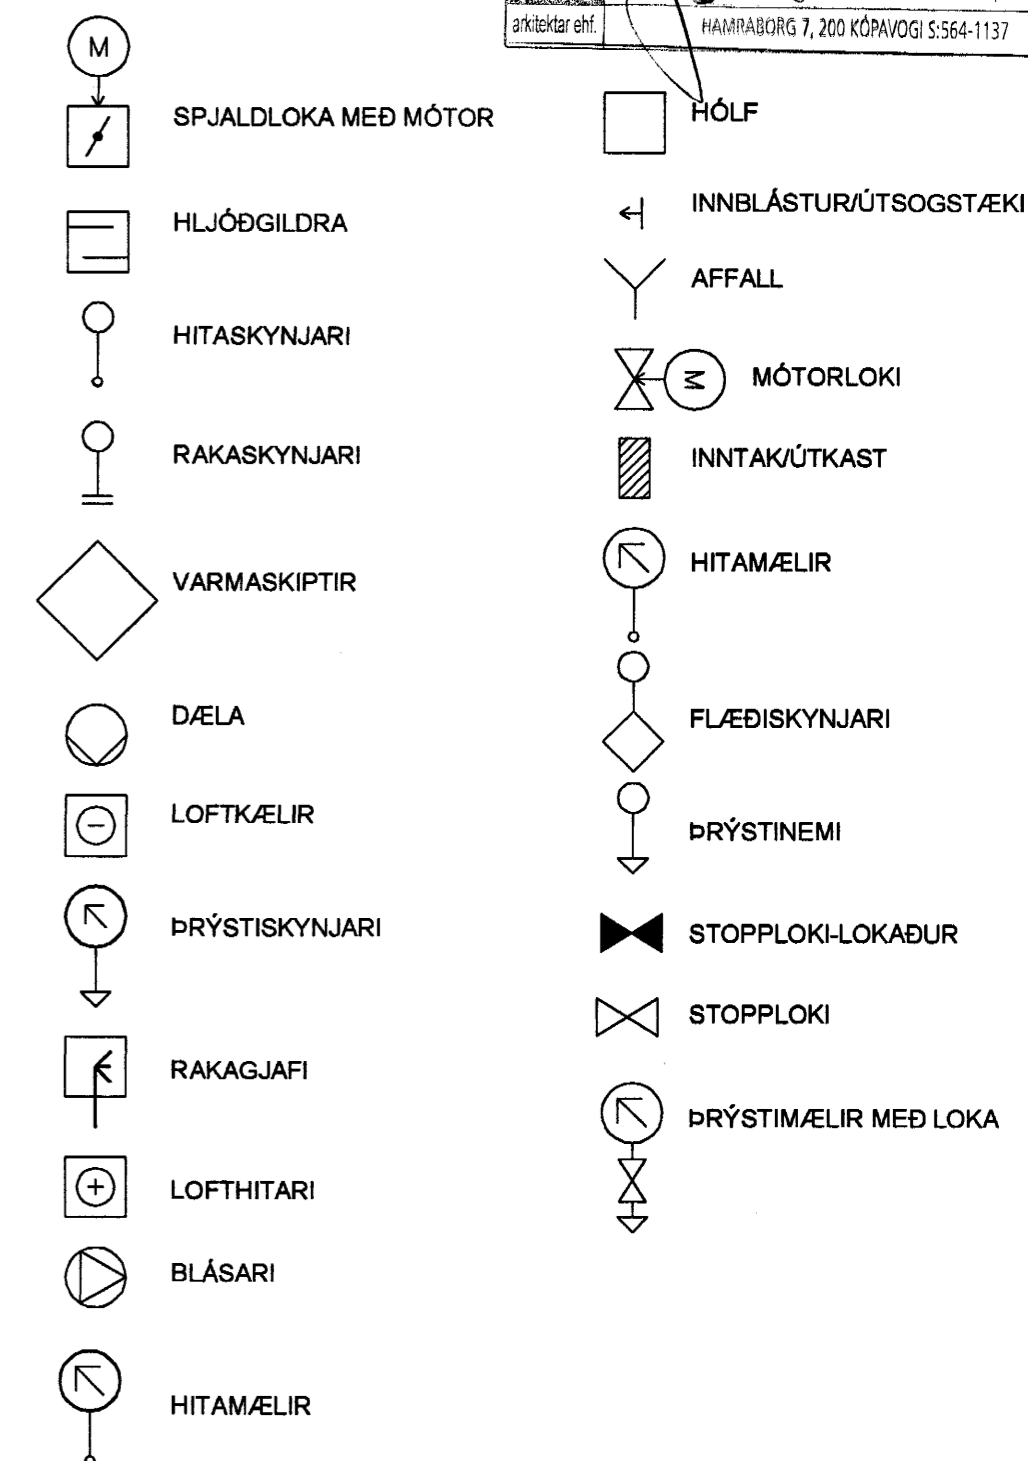 arkitektar ehf.
HAMRABORG 7, 200 KÓPAVOGI S:564-1137
M
SPJALDLOKA MEÐ MÓTOR
HLJÓÐGILDRA
HITASKYNJARI
RAKASKYNJARI
VARMASKIPTIR
DÆLA
LOFTKÆLIR
ÞRÝSTISKYNJARI
RAKAGJAFI
LOFTHITARI
BLÁSARI
HITAMÆLIR
HÓLF
INNBLÁSTUR/ÚTSOGSTÆKI
AFFALL
M
MÓTORLOKI
INNTAK/ÚTKAST
HITAMÆLIR
FLÆÐISKYNJARI
ÞRÝSTINEMI
STOPPLOKI-LOKAÐUR
STOPPLOKI
ÞRÝSTIMÆLIR MEÐ LOKA